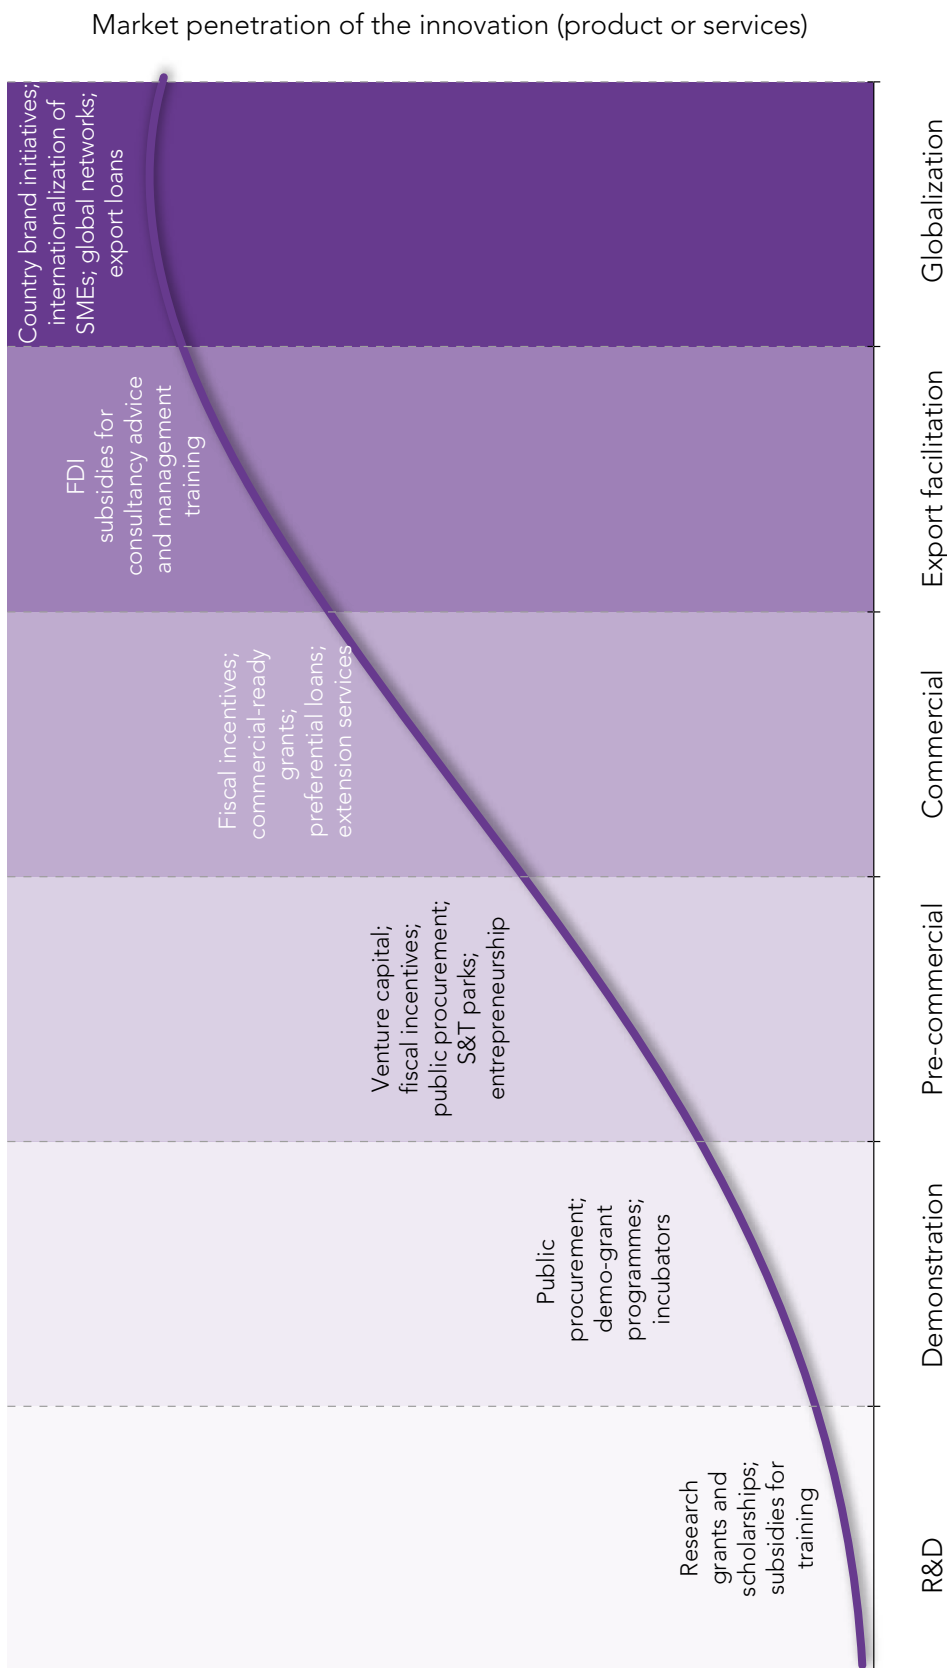 Market penetration of the innovation (product or services)
Country brand initiatives;
internationalization of
SMEs; global networks;
export loans
FDI
subsidies for
consultancy advice
and management
training
Fiscal incentives;
commercial-ready
grants;
preferential loans;
extension services
Venture capital;
fiscal incentives;
public procurement;
S&T parks;
entrepreneurship
Public
procurement;
demo-grant
programmes;
incubators
Research
grants and
scholarships;
subsidies for
training
Globalization
Export facilitation
Commercial
Pre-commercial
Demonstration
R&D